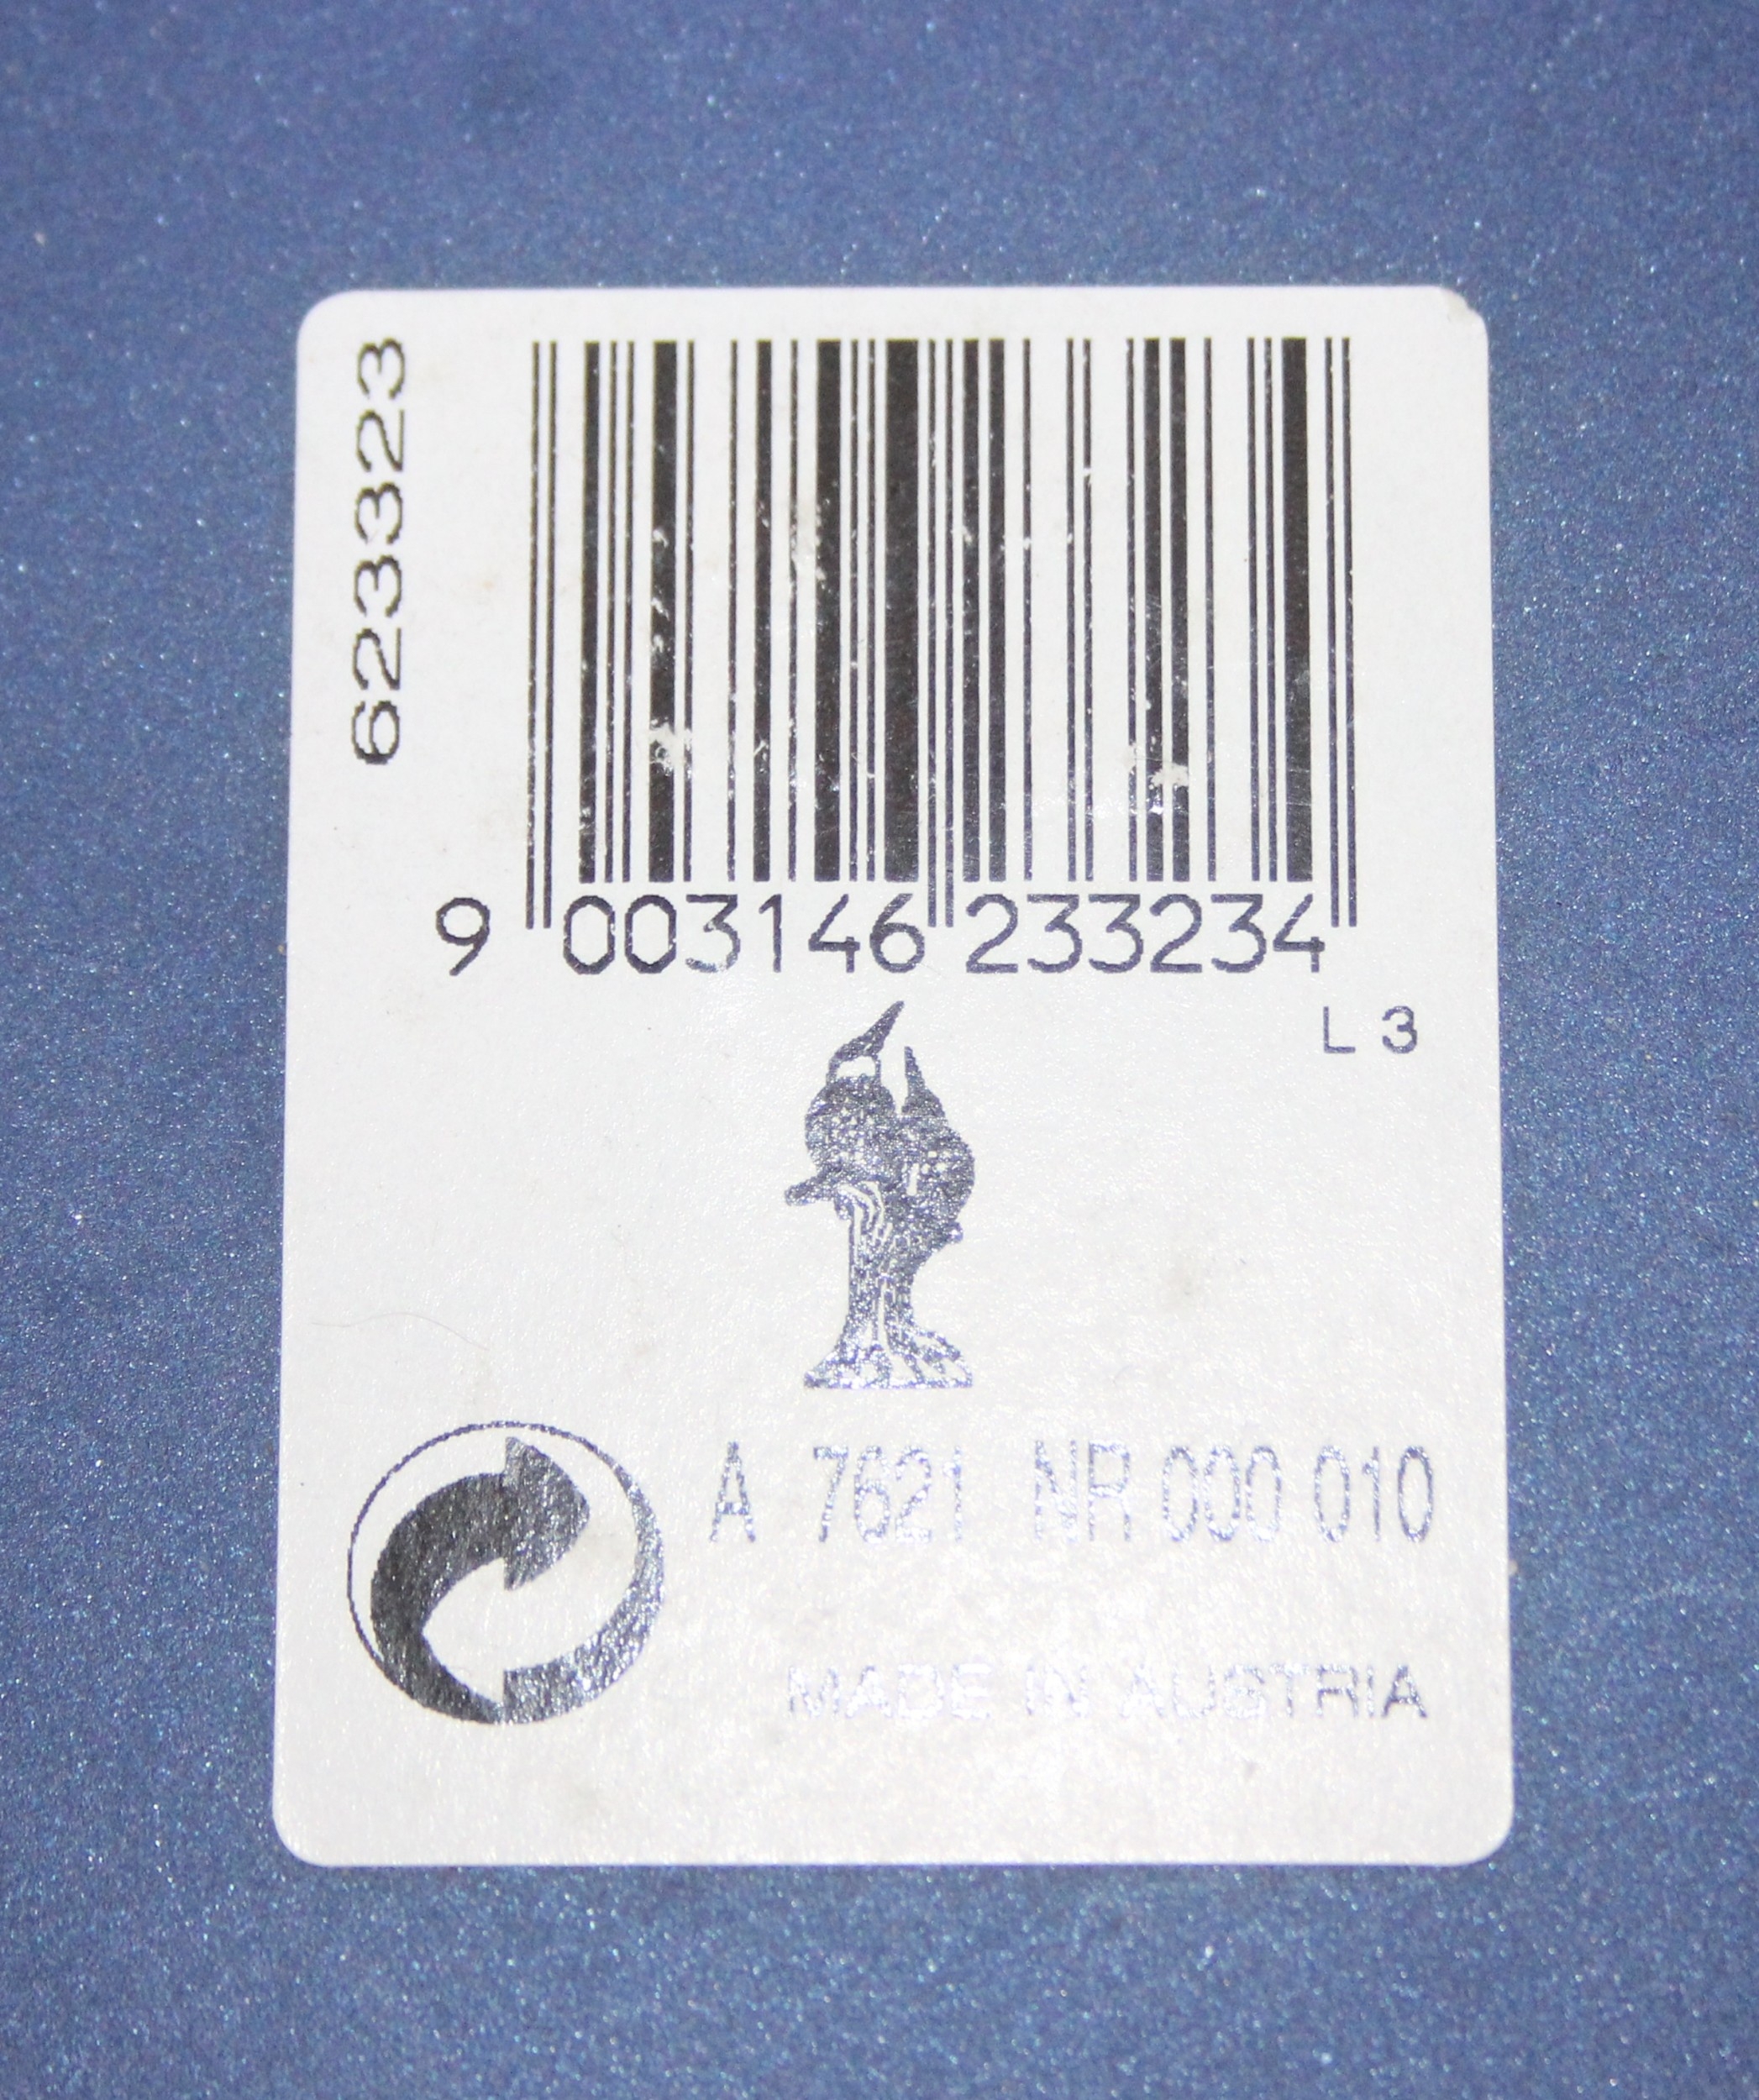 6233323
9 003146 233234
L 3
A 7621 NR 000 010
MADE IN AUSTRIA